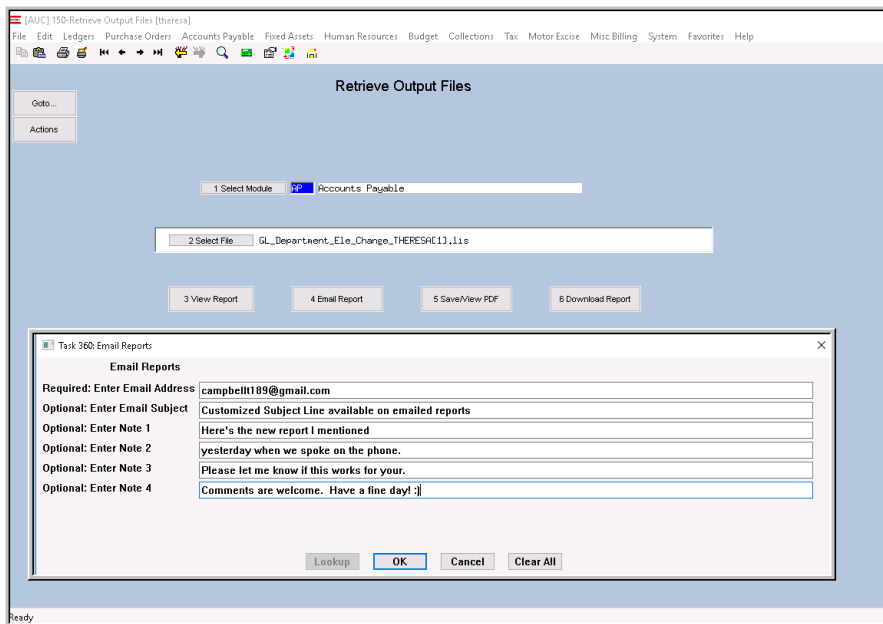 [AUC] 150-Retrieve Output Files [theresa]
File Edit Ledgers Purchase Orders Accounts Payable Fixed Assets Human Resources Budget Collections Tax Motor Excise Misc Billing System Favorites Help
Retrieve Output Files
Goto...
Actions
1 Select Module AP Accounts Payable
2 Select File GL_Department_Ele_Change_THERESA[1].lis
3 View Report 4 Email Report 5 Save/View PDF 6 Download Report
Task 360: Email Reports
Email Reports
Required: Enter Email Address campbellt189@gmail.com
Optional: Enter Email Subject Customized Subject Line available on emailed reports
Optional: Enter Note 1 Here's the new report I mentioned
Optional: Enter Note 2 yesterday when we spoke on the phone.
Optional: Enter Note 3 Please let me know if this works for your.
Optional: Enter Note 4 Comments are welcome.  Have a fine day! :)
Lookup OK Cancel Clear All
Ready